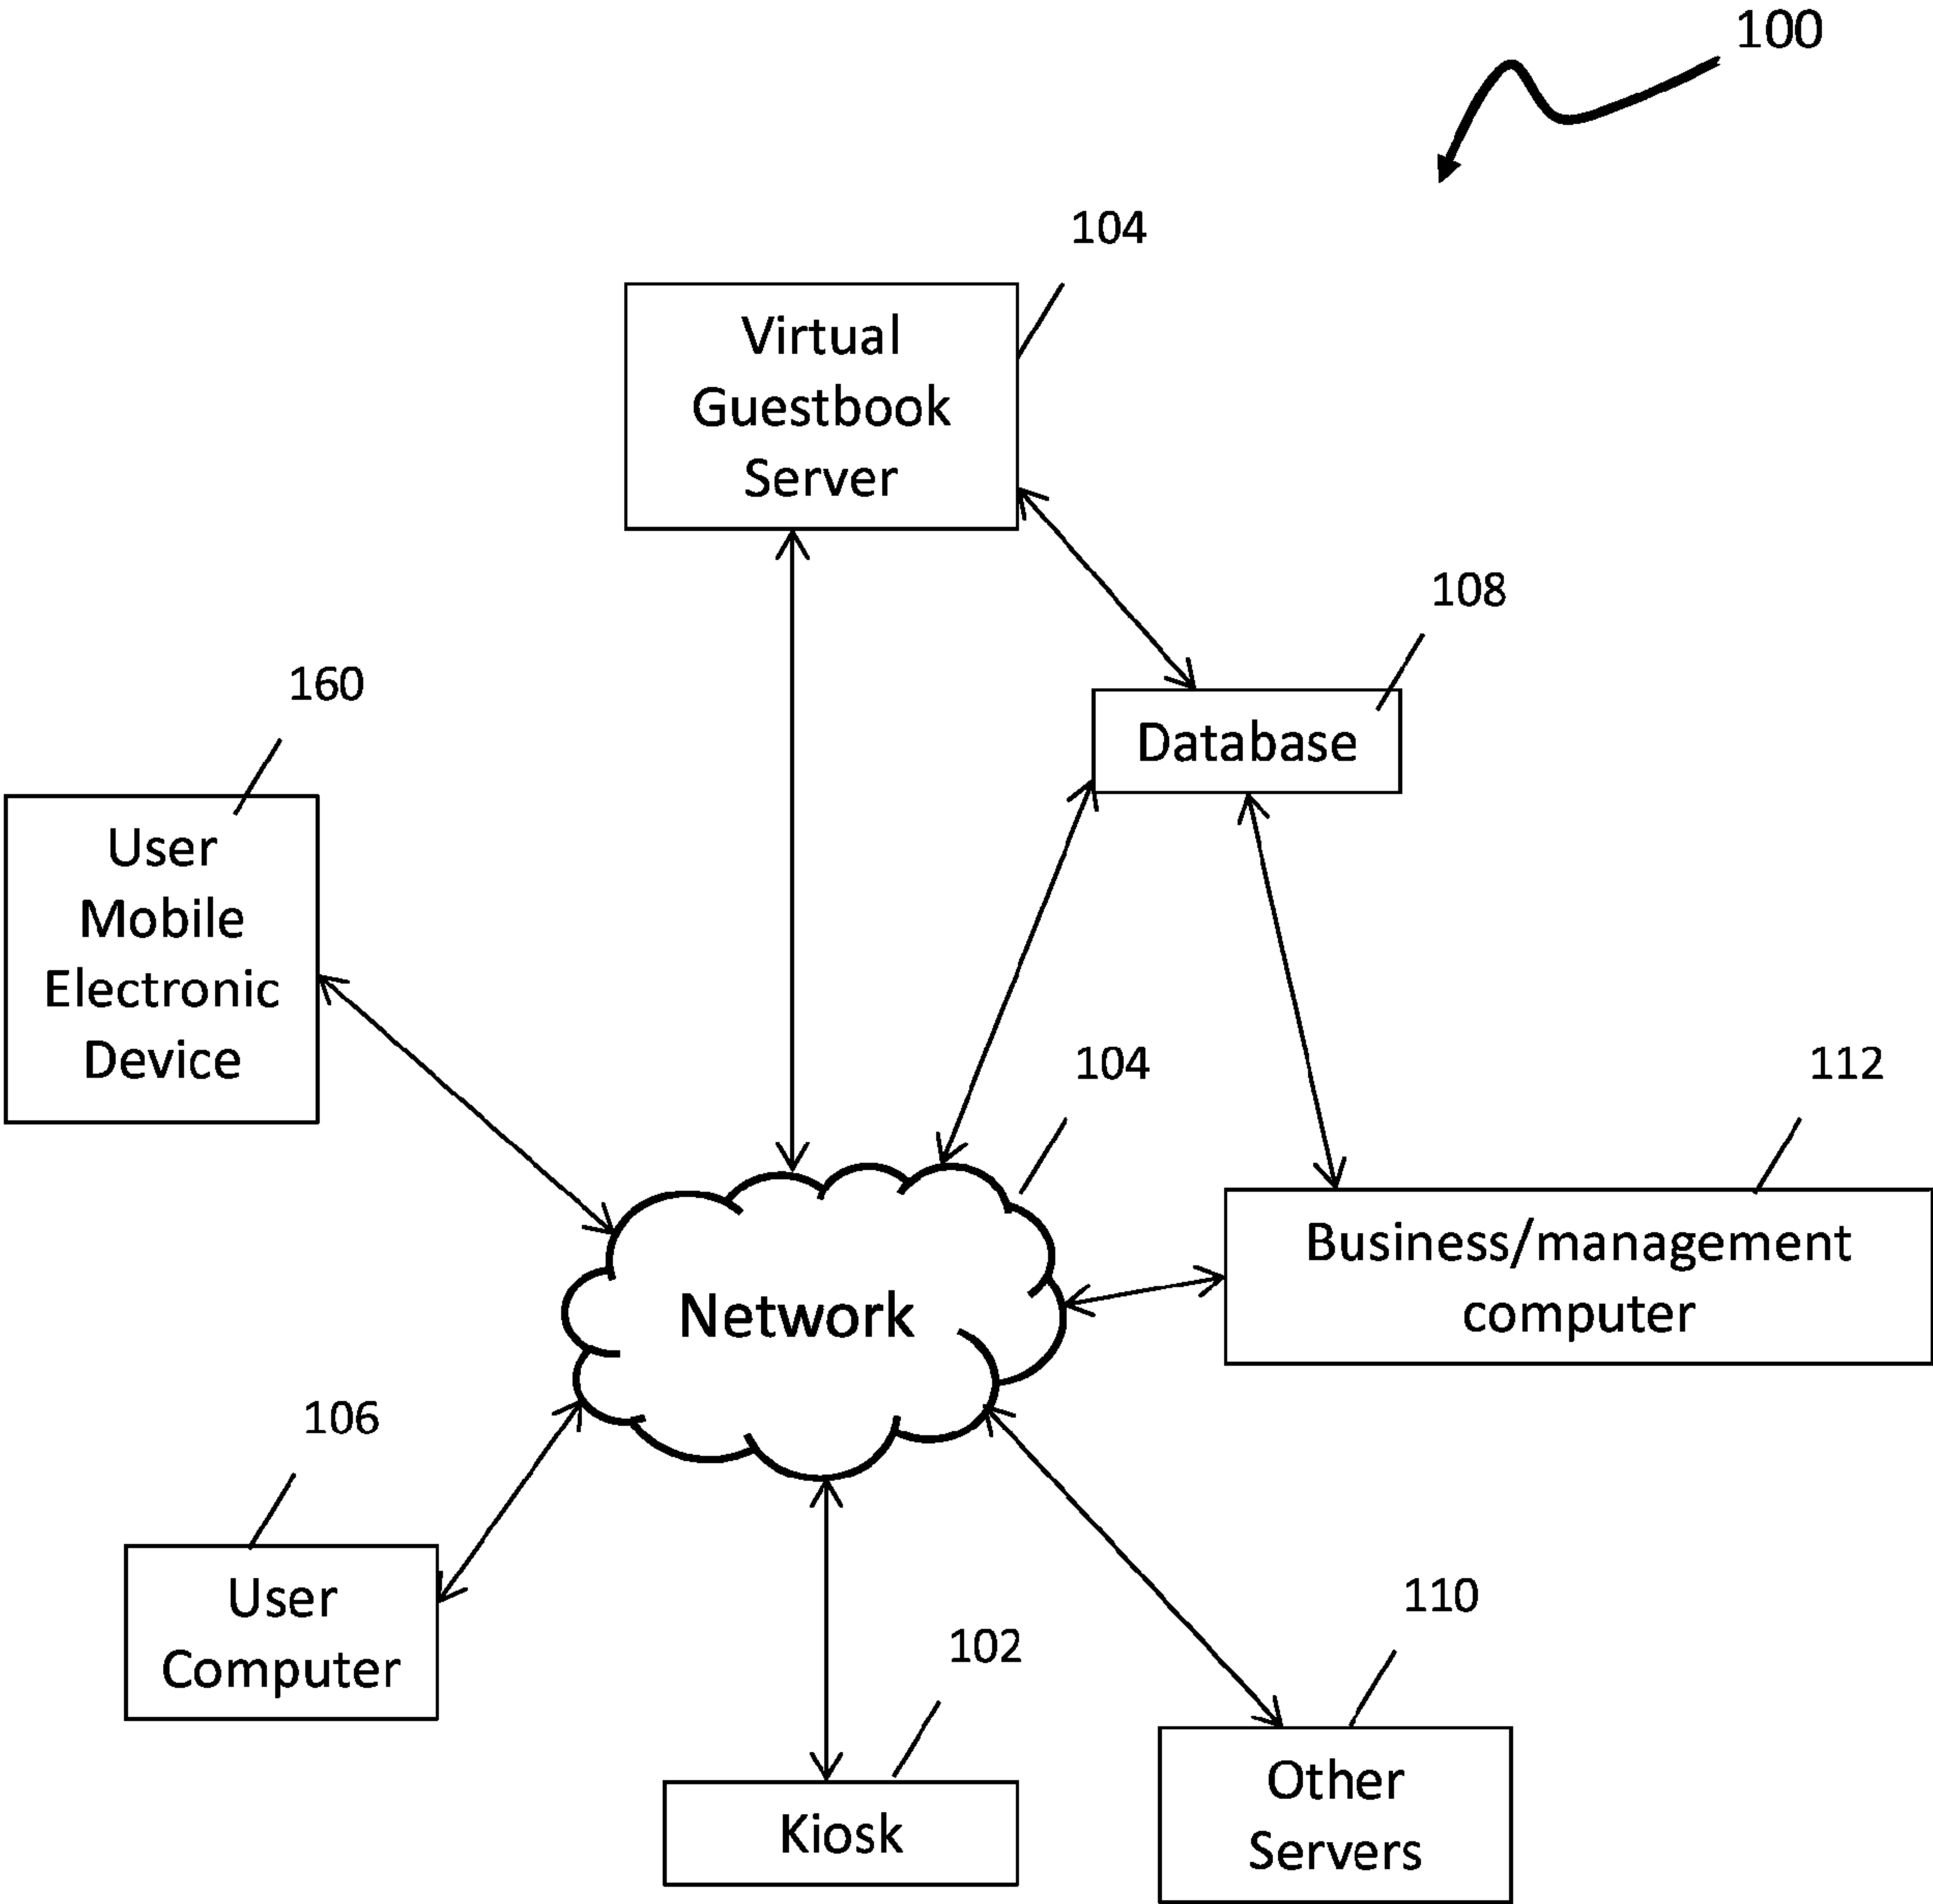 100
104
Virtual
Guestbook
Server
108
Database
160
User
Mobile
Electronic
Device
104
112
Business/management
computer
Network
106
User
Computer
110
102
Other
Servers
Kiosk